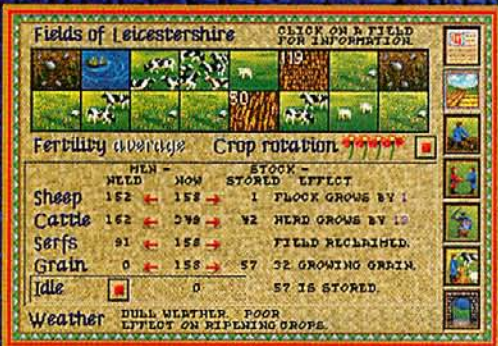 Fields of Leicestershire
CLICK ON A FIELD
FOR INFORMATION.
119
50
Fertility average Crop rotation
MEN - STOCK -
NEED NOW STORED EFFECT
Sheep 152 158 1 FLOCK GROWS BY 1
Cattle 162 42 HERD GROWS BY
Serfs 91 158 FIELD RECLAIMED.
Grain 0 158 57 32 GROWING GRAIN.
Idle 0 57 IS STORED.
Weather DULL WEATHER. POOR
EFFECT ON RIPENING CROPS.